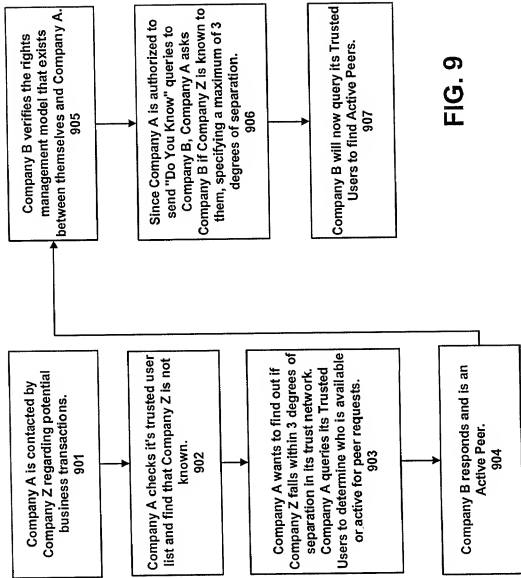 Company A is contacted by
Company Z regarding potential
business transactions.
901
Company A checks it's trusted user
list and find that Company Z is not
known.
902
Company A wants to find out if
Company Z falls within 3 degrees of
separation in its trust network.
Company A queries its Trusted
Users to determine who is available
or active for peer requests.
903
Company B responds and is an
Active Peer.
904
Company B verifies the rights
management model that exists
between themselves and Company A.
905
Since Company A is authorized to
send "Do You Know" queries to
Company B, Company A asks
Company B if Company Z is known to
them, specifying a maximum of 3
degrees of separation.
906
Company B will now query its Trusted
Users to find Active Peers.
907
FIG. 9